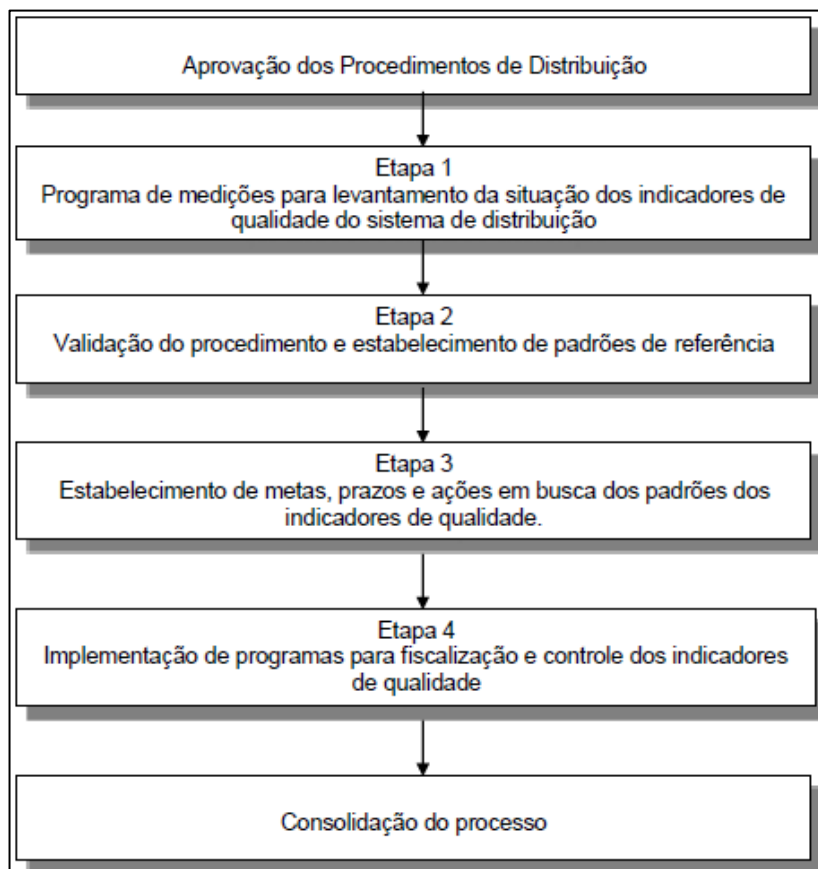 Aprovação dos Procedimentos de Distribuição
Etapa 1
Programa de medições para levantamento da situação dos indicadores de
qualidade do sistema de distribuição
Etapa 2
Validação do procedimento e estabelecimento de padrões de referência
Etapa 3
Estabelecimento de metas, prazos e ações em busca dos padrões dos
indicadores de qualidade.
Etapa 4
Implementação de programas para fiscalização e controle dos indicadores
de qualidade
Consolidação do processo